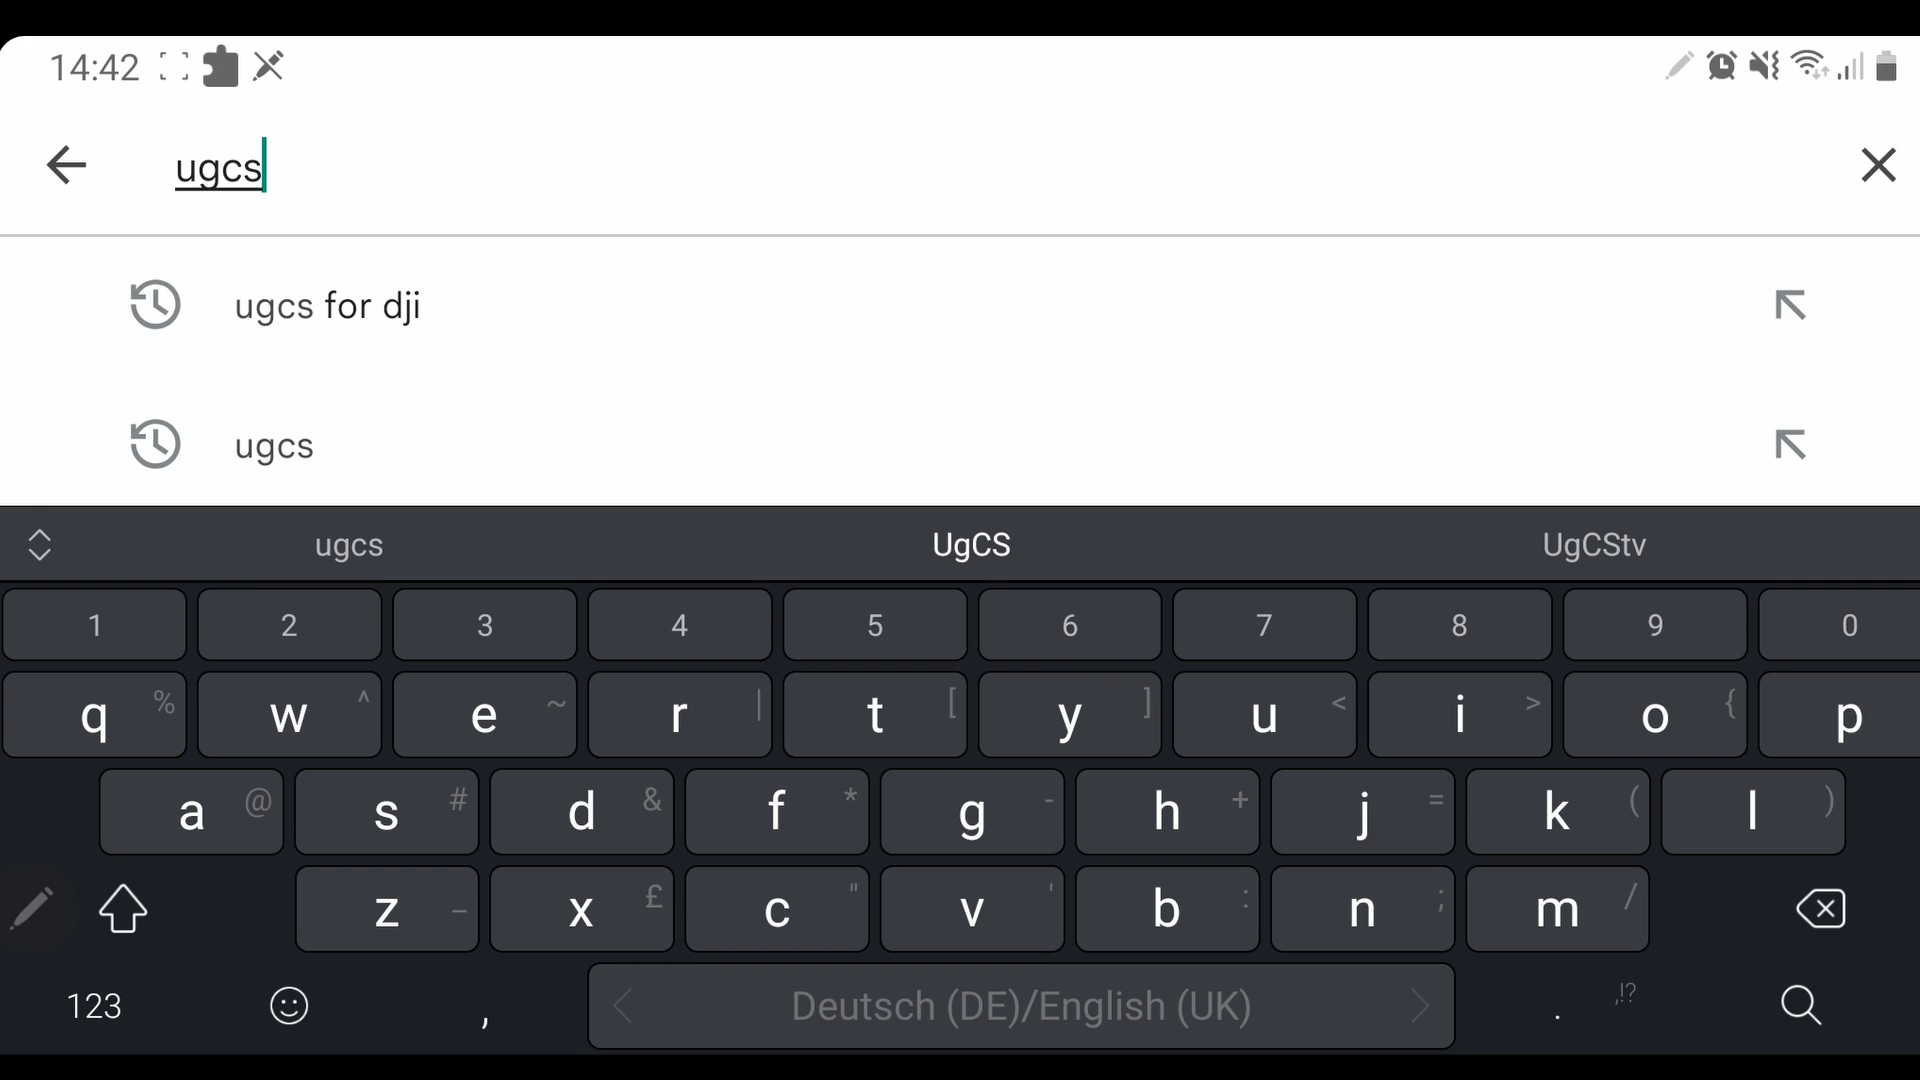 14:42
ugcs
ugcs for dji
ugcs
ugcs UgCS UgCStv
1 2 3 4 5 6 7 8 9 0
q % w ^ e ~ r | t [ y ] u < i > o { p
a @ s # d & f * g - h + j = k ( l )
z _ x £ c " v ' b : n ; m /
123 , < Deutsch (DE)/English (UK) > . ,!?